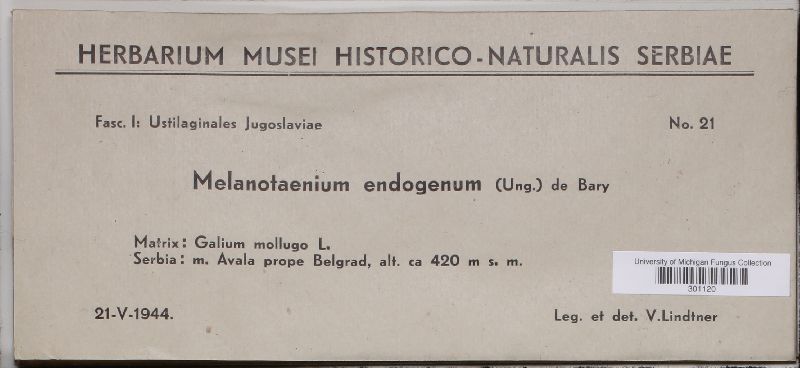 HERBARIUM MUSEI HISTORICO-NATURALIS SERBIAE
Fasc. I: Ustilaginales Jugoslaviae No. 21
Melanotaenium endogenum (Ung.) de Bary
Matrix: Galium mollugo L.
Serbia: m. Avala prope Belgrad, alt. ca 420 m s. m.
University of Michigan Fungus Collection
301120
21-V-1944. Leg. et det. V.Lindtner